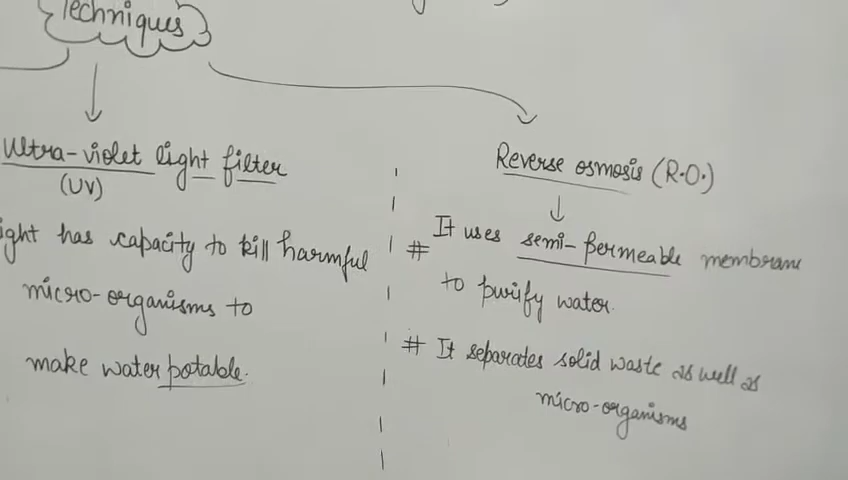 Techniques
Ultra-violet light filter
(UV)
ight has capacity to kill harmful
micro-organisms to
make water potable.
Reverse osmosis (R.O.)
# It uses semi-permeable membrane
to purify water.
# It separates solid waste as well as
micro-organisms